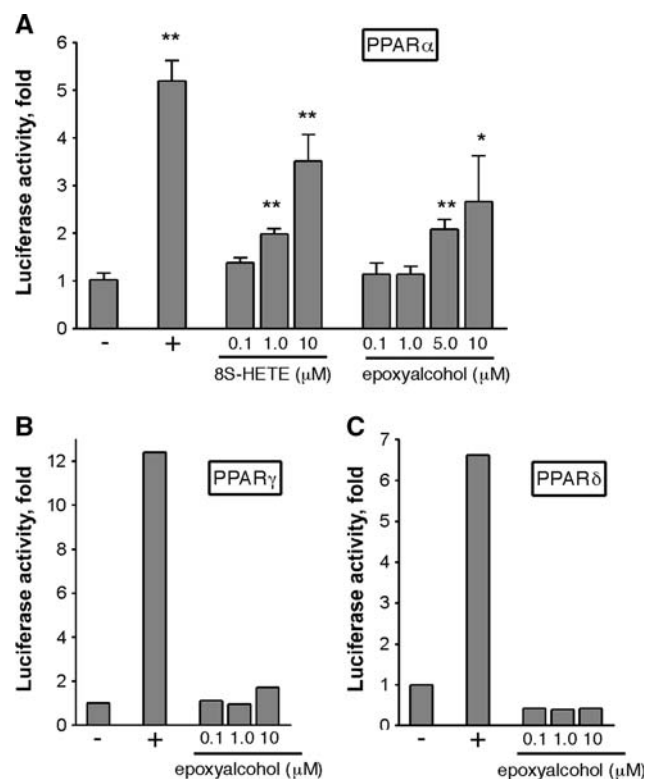 A
PPARα
Luciferase activity, fold
6
5
4
3
2
1
0
**
**
**
**
*
- + 0.1 1.0 10 0.1 1.0 5.0 10
8S-HETE (μM) epoxyalcohol (μM)
B
PPARγ
Luciferase activity, fold
12
10
8
6
4
2
0
- + 0.1 1.0 10
epoxyalcohol (μM)
C
PPARδ
Luciferase activity, fold
7
6
5
4
3
2
1
0
- + 0.1 1.0 10
epoxyalcohol (μM)